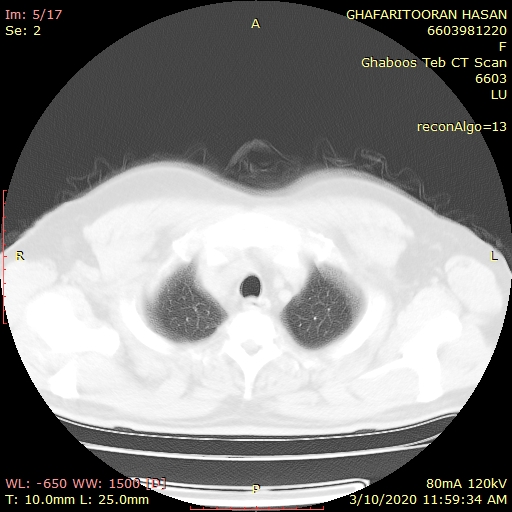 Im: 5/17
Se: 2
A
GHAFARITOORAN HASAN
6603981220
F
Ghaboos Teb CT Scan
6603
LU
reconAlgo=13
R
L
WL: -650 WW: 1500 [D]
T: 10.0mm L: 25.0mm
P
80mA 120kV
3/10/2020 11:59:34 AM